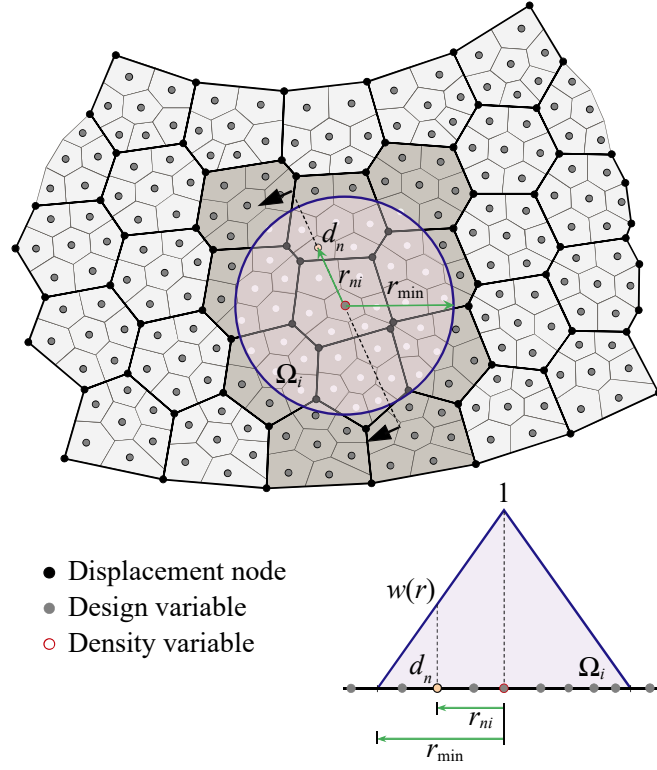 d_n
r_ni
r_min
Ω_i
1
Displacement node
Design variable
Density variable
w(r)
d_n
Ω_i
r_ni
r_min